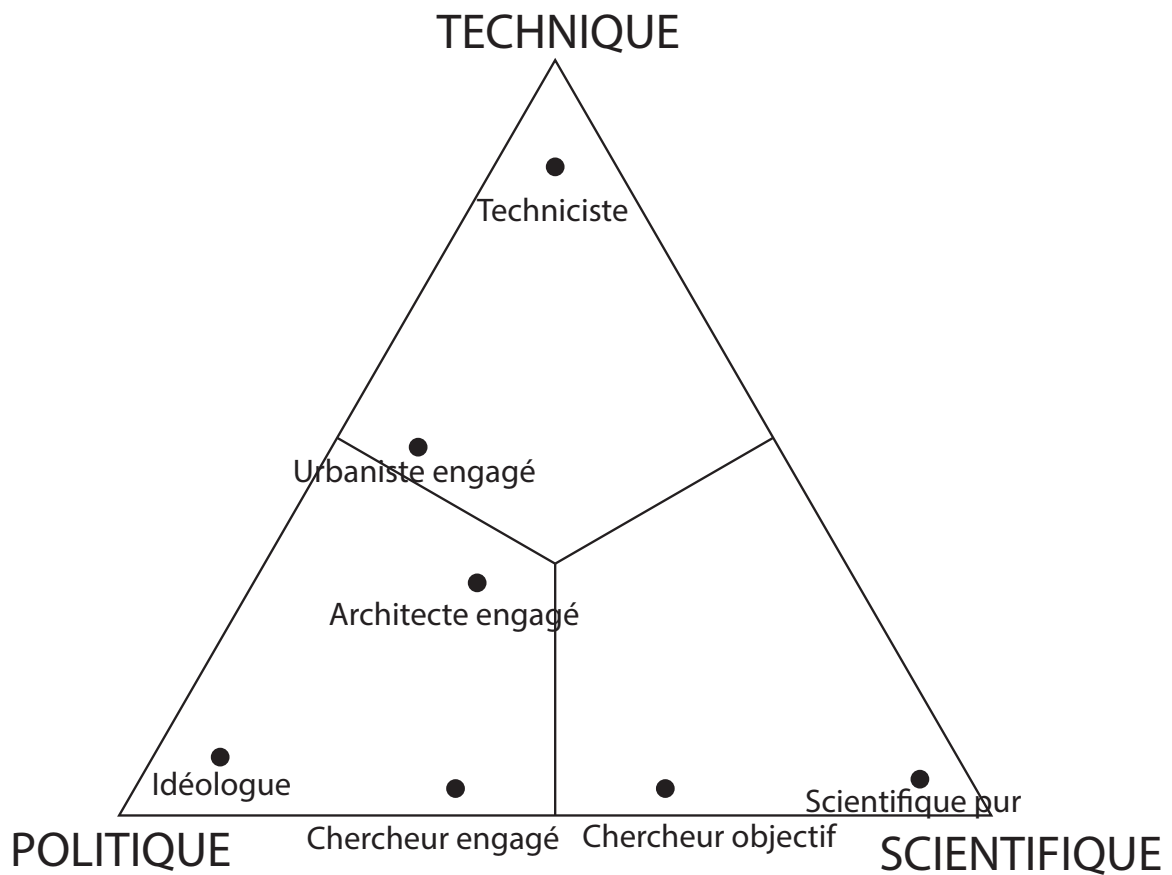 TECHNIQUE
Techniciste
Urbaniste engagé
Architecte engagé
Idéologue
Scientifique pur
Chercheur engagé
Chercheur objectif
POLITIQUE
SCIENTIFIQUE